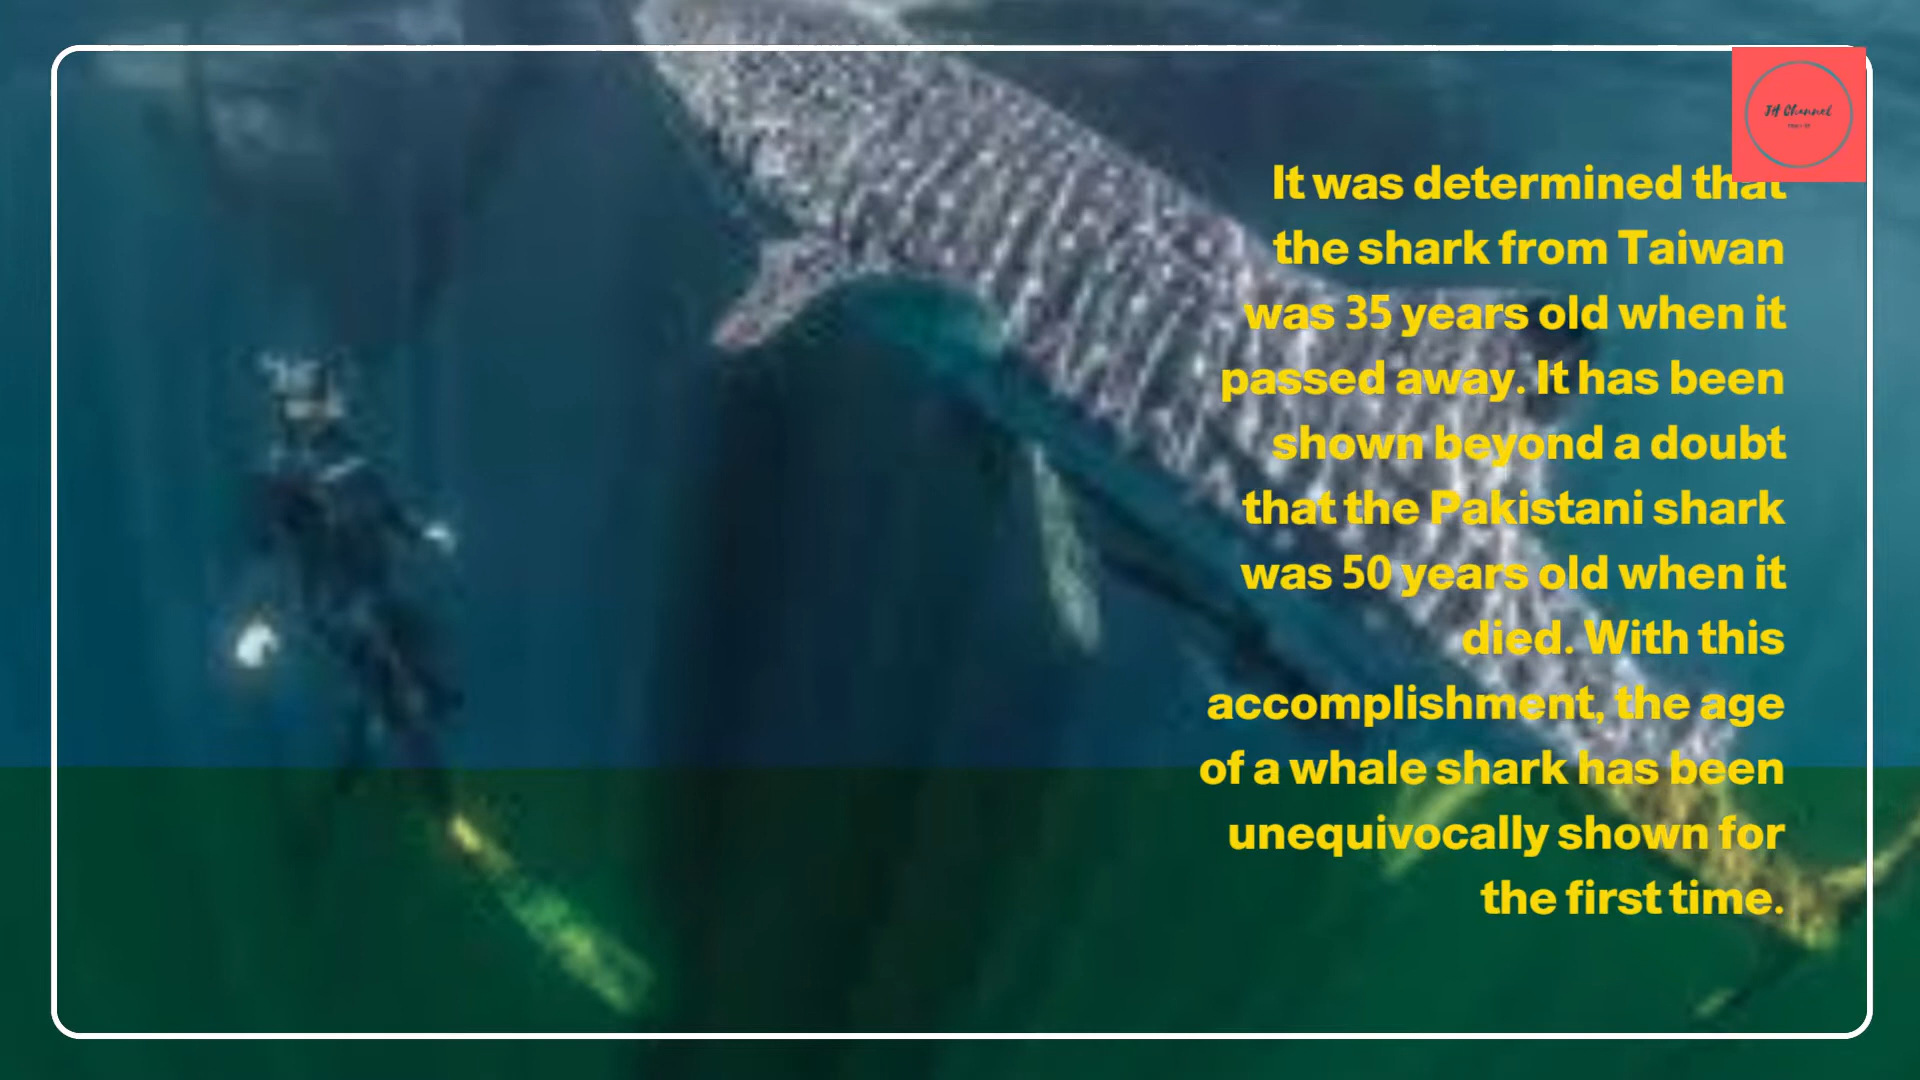 JA Channel
It was determined that
the shark from Taiwan
was 35 years old when it
passed away. It has been
shown beyond a doubt
that the Pakistani shark
was 50 years old when it
died. With this
accomplishment, the age
of a whale shark has been
unequivocally shown for
the first time.